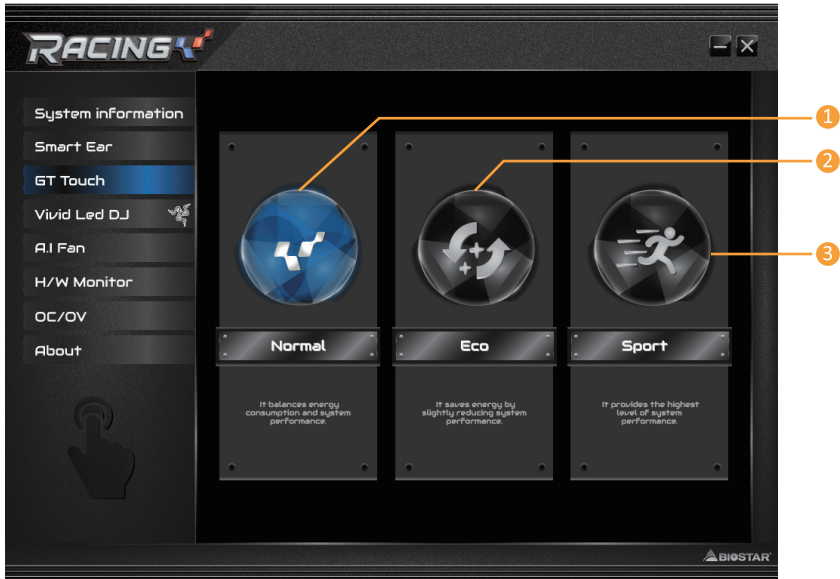 RACING
System information
Smart Ear
GT Touch
Vivid Led DJ
A.I Fan
H/W Monitor
OC/OV
About
1
2
3
Normal
It balances energy
consumption and system
performance.
Eco
It saves energy by
slightly reducing system
performance.
Sport
It provides the highest
level of system
performance.
BIOSTAR